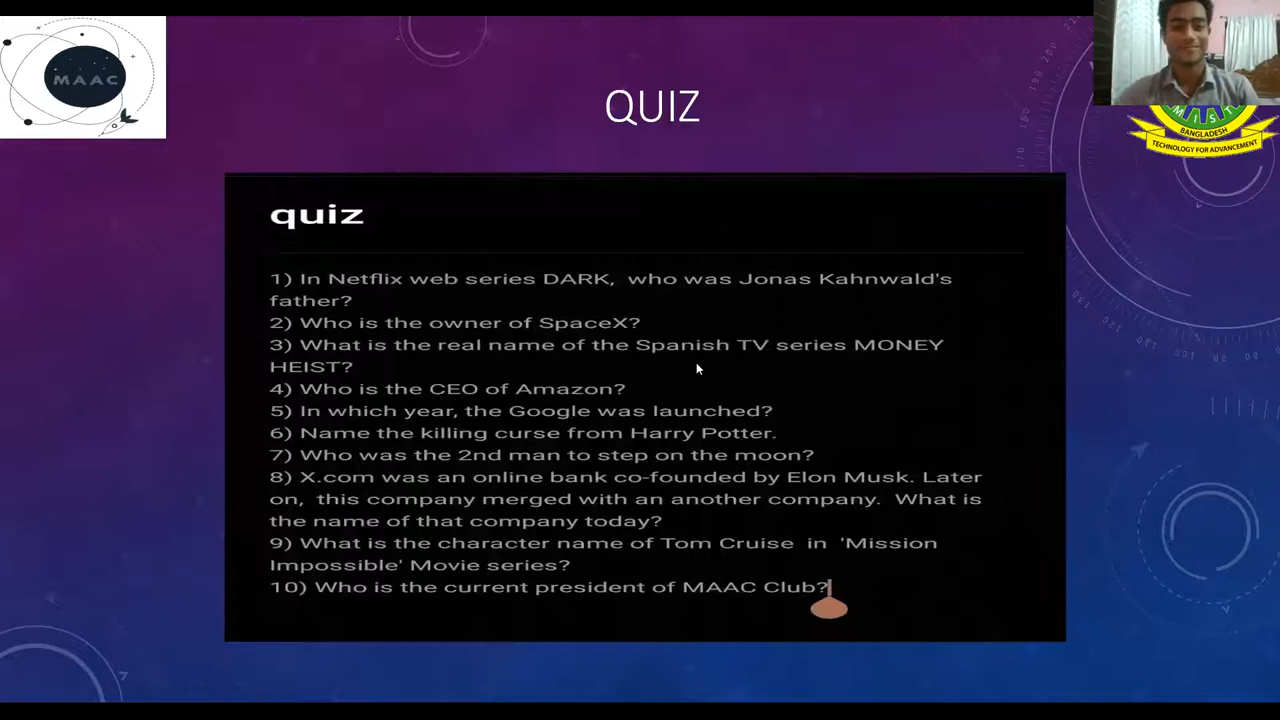 MAAC
QUIZ
MIST
BANGLADESH
TECHNOLOGY FOR ADVANCEMENT
quiz
1) In Netflix web series DARK, who was Jonas Kahnwald's
father?
2) Who is the owner of SpaceX?
3) What is the real name of the Spanish TV series MONEY
HEIST?
4) Who is the CEO of Amazon?
5) In which year, the Google was launched?
6) Name the killing curse from Harry Potter.
7) Who was the 2nd man to step on the moon?
8) X.com was an online bank co-founded by Elon Musk. Later
on, this company merged with an another company. What is
the name of that company today?
9) What is the character name of Tom Cruise in 'Mission
Impossible' Movie series?
10) Who is the current president of MAAC Club?